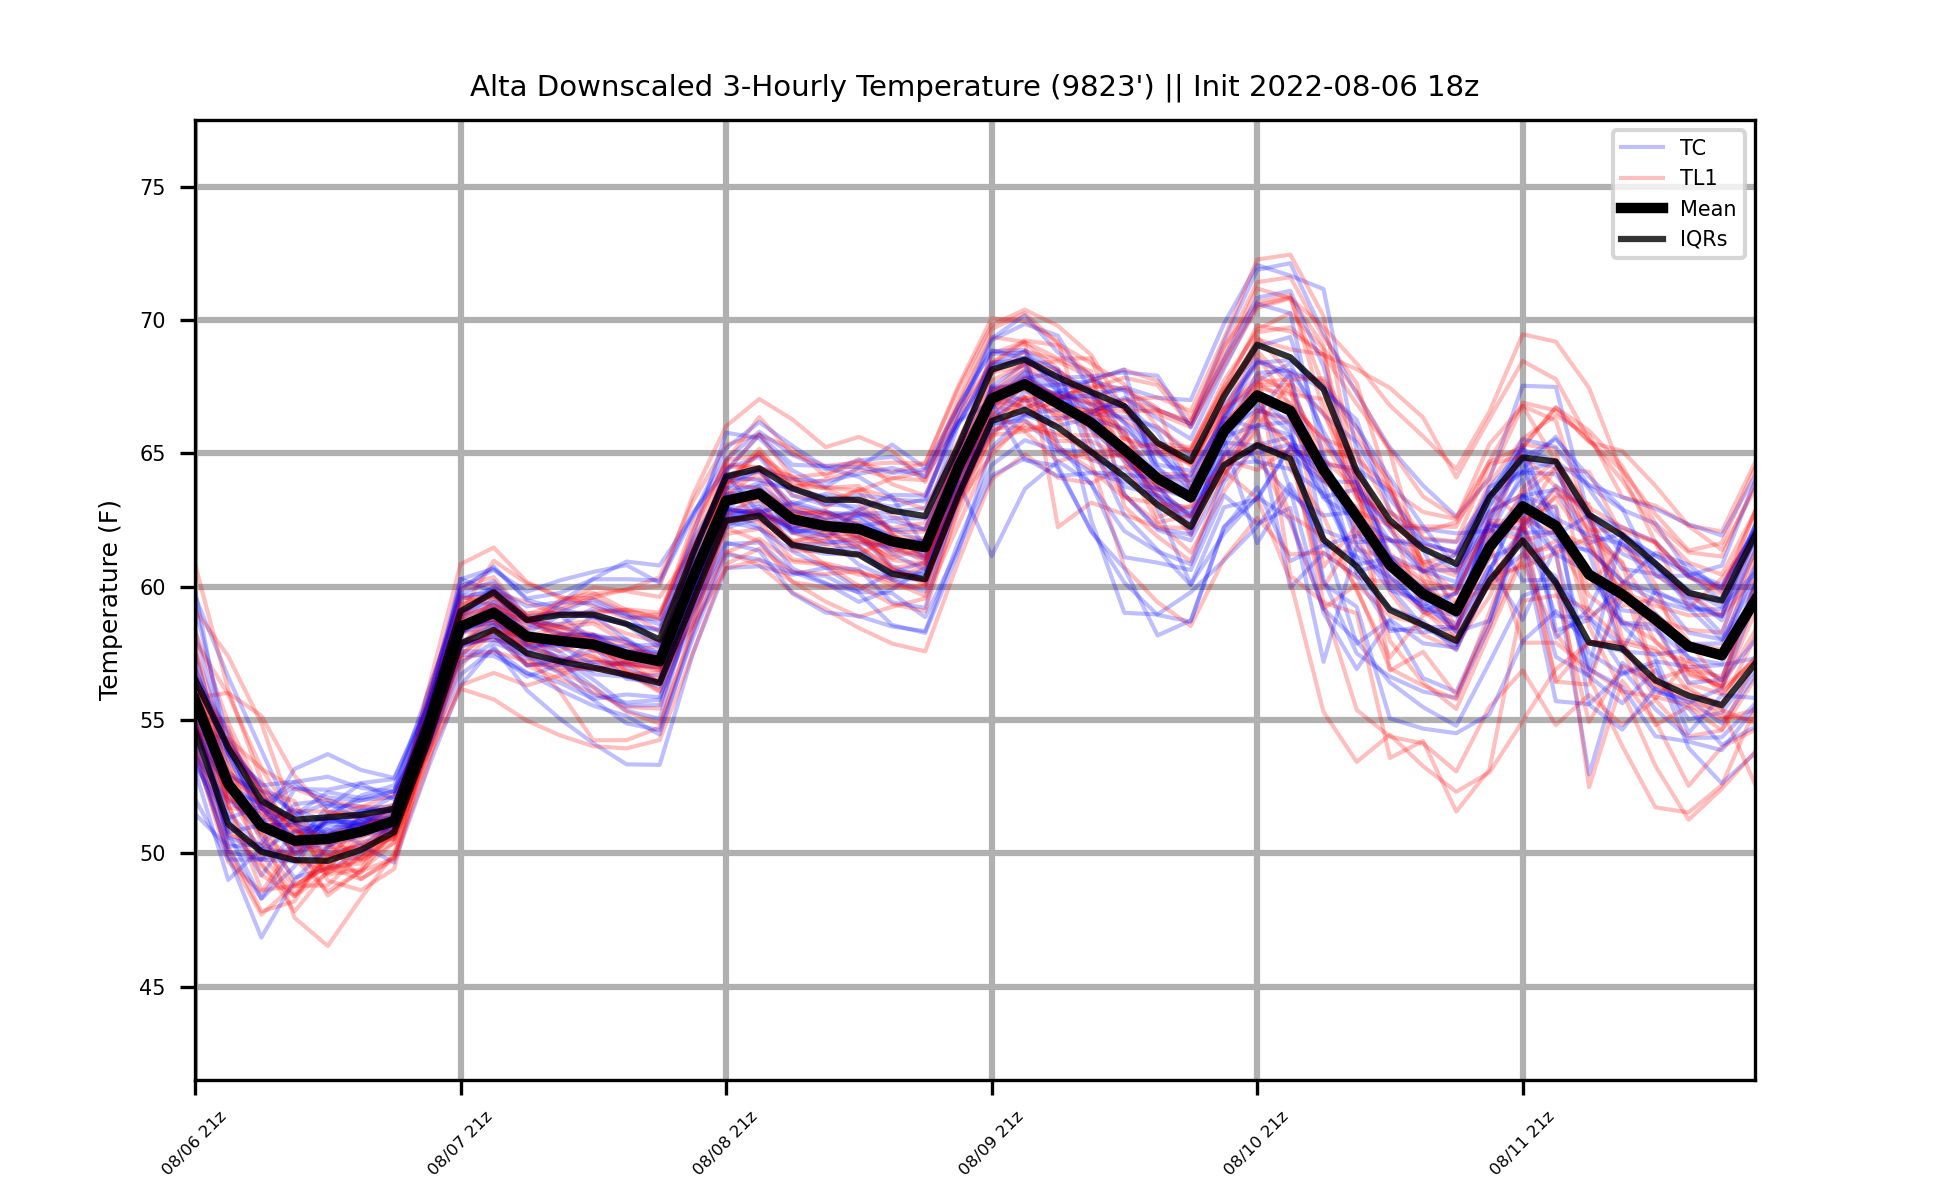 Alta Downscaled 3-Hourly Temperature (9823') || Init 2022-08-06 18z
TC
TL1
Mean
IQRs
Temperature (F)
75
70
65
60
55
50
45
08/06 21z
08/07 21z
08/08 21z
08/09 21z
08/10 21z
08/11 21z